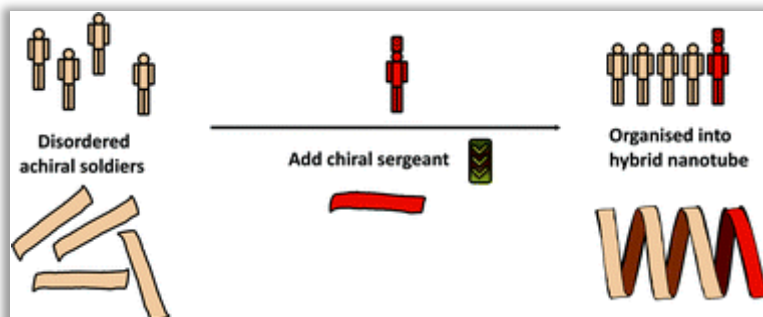 Disordered
achiral soldiers
Add chiral sergeant
Organised into
hybrid nanotube